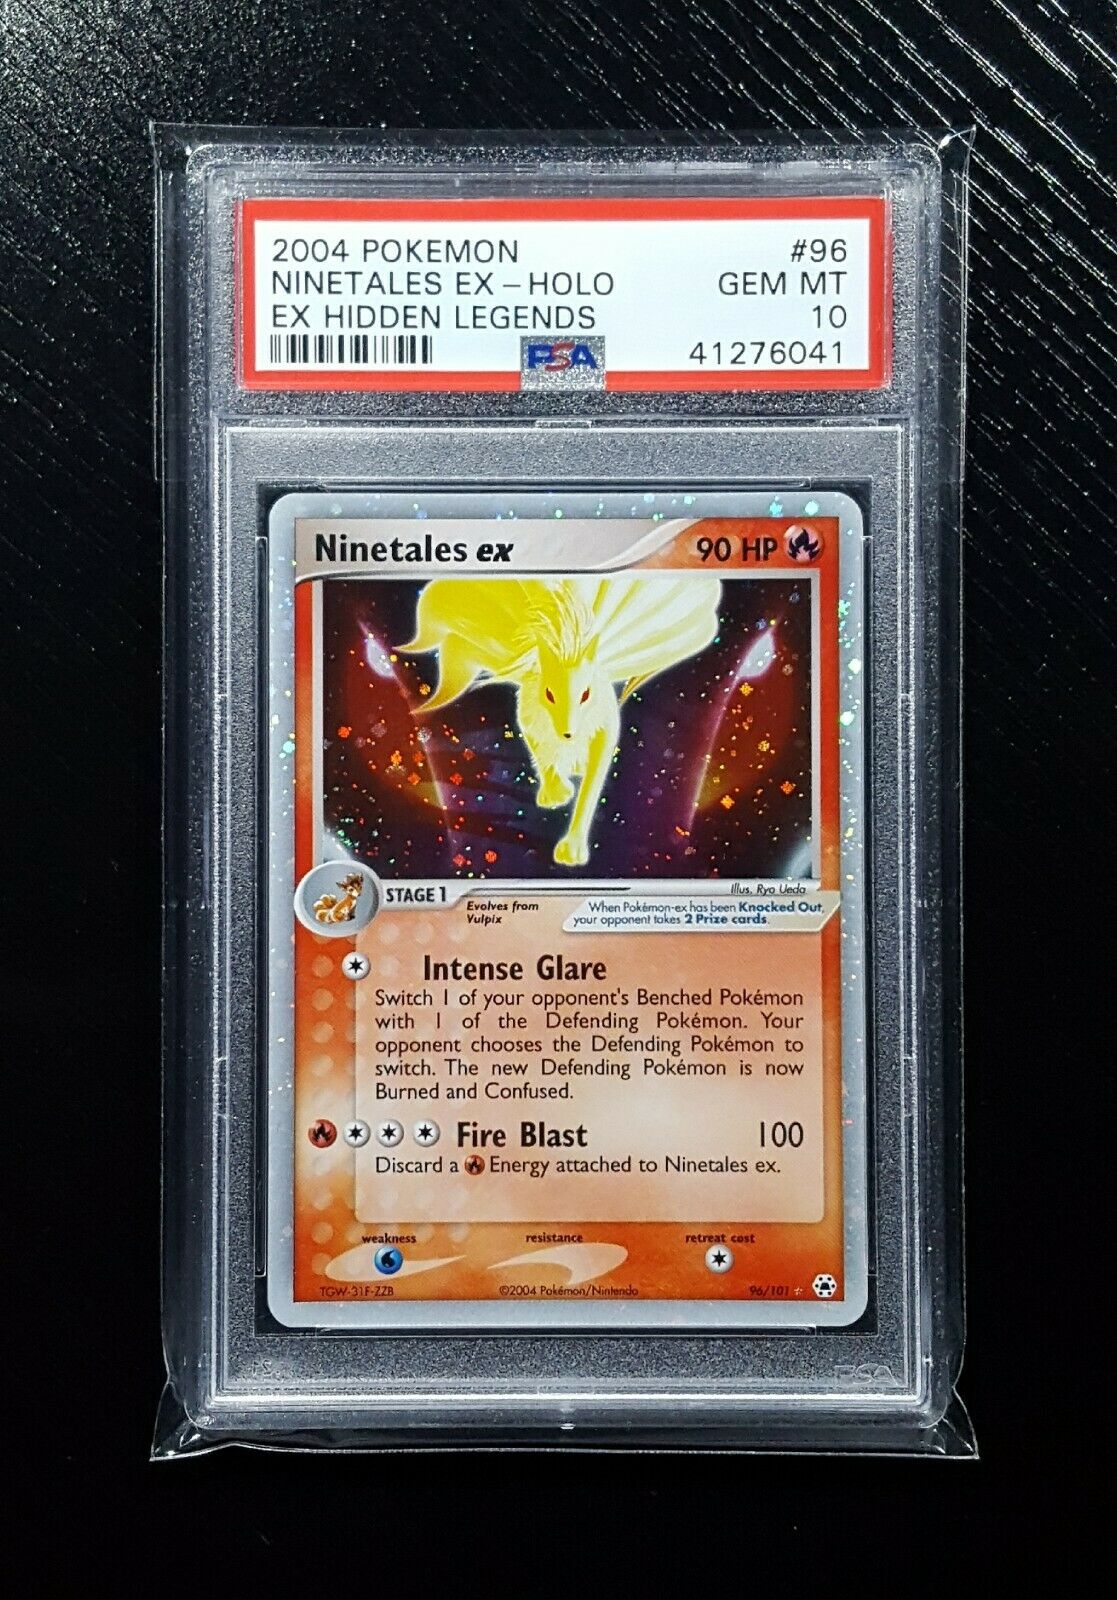 2004 POKEMON #96
NINETALES EX – HOLO GEM MT
EX HIDDEN LEGENDS 10
PSA 41276041
Ninetales ex 90 HP
Illus. Ryo Ueda
STAGE 1
Evolves from
Vulpix
When Pokémon-ex has been Knocked Out,
your opponent takes 2 Prize cards.
Intense Glare
Switch 1 of your opponent's Benched Pokémon
with 1 of the Defending Pokémon. Your
opponent chooses the Defending Pokémon to
switch. The new Defending Pokémon is now
Burned and Confused.
Fire Blast 100
Discard a Energy attached to Ninetales ex.
weakness resistance retreat cost
TGW-31F-ZZB ©2004 Pokémon/Nintendo 96/101
PSA